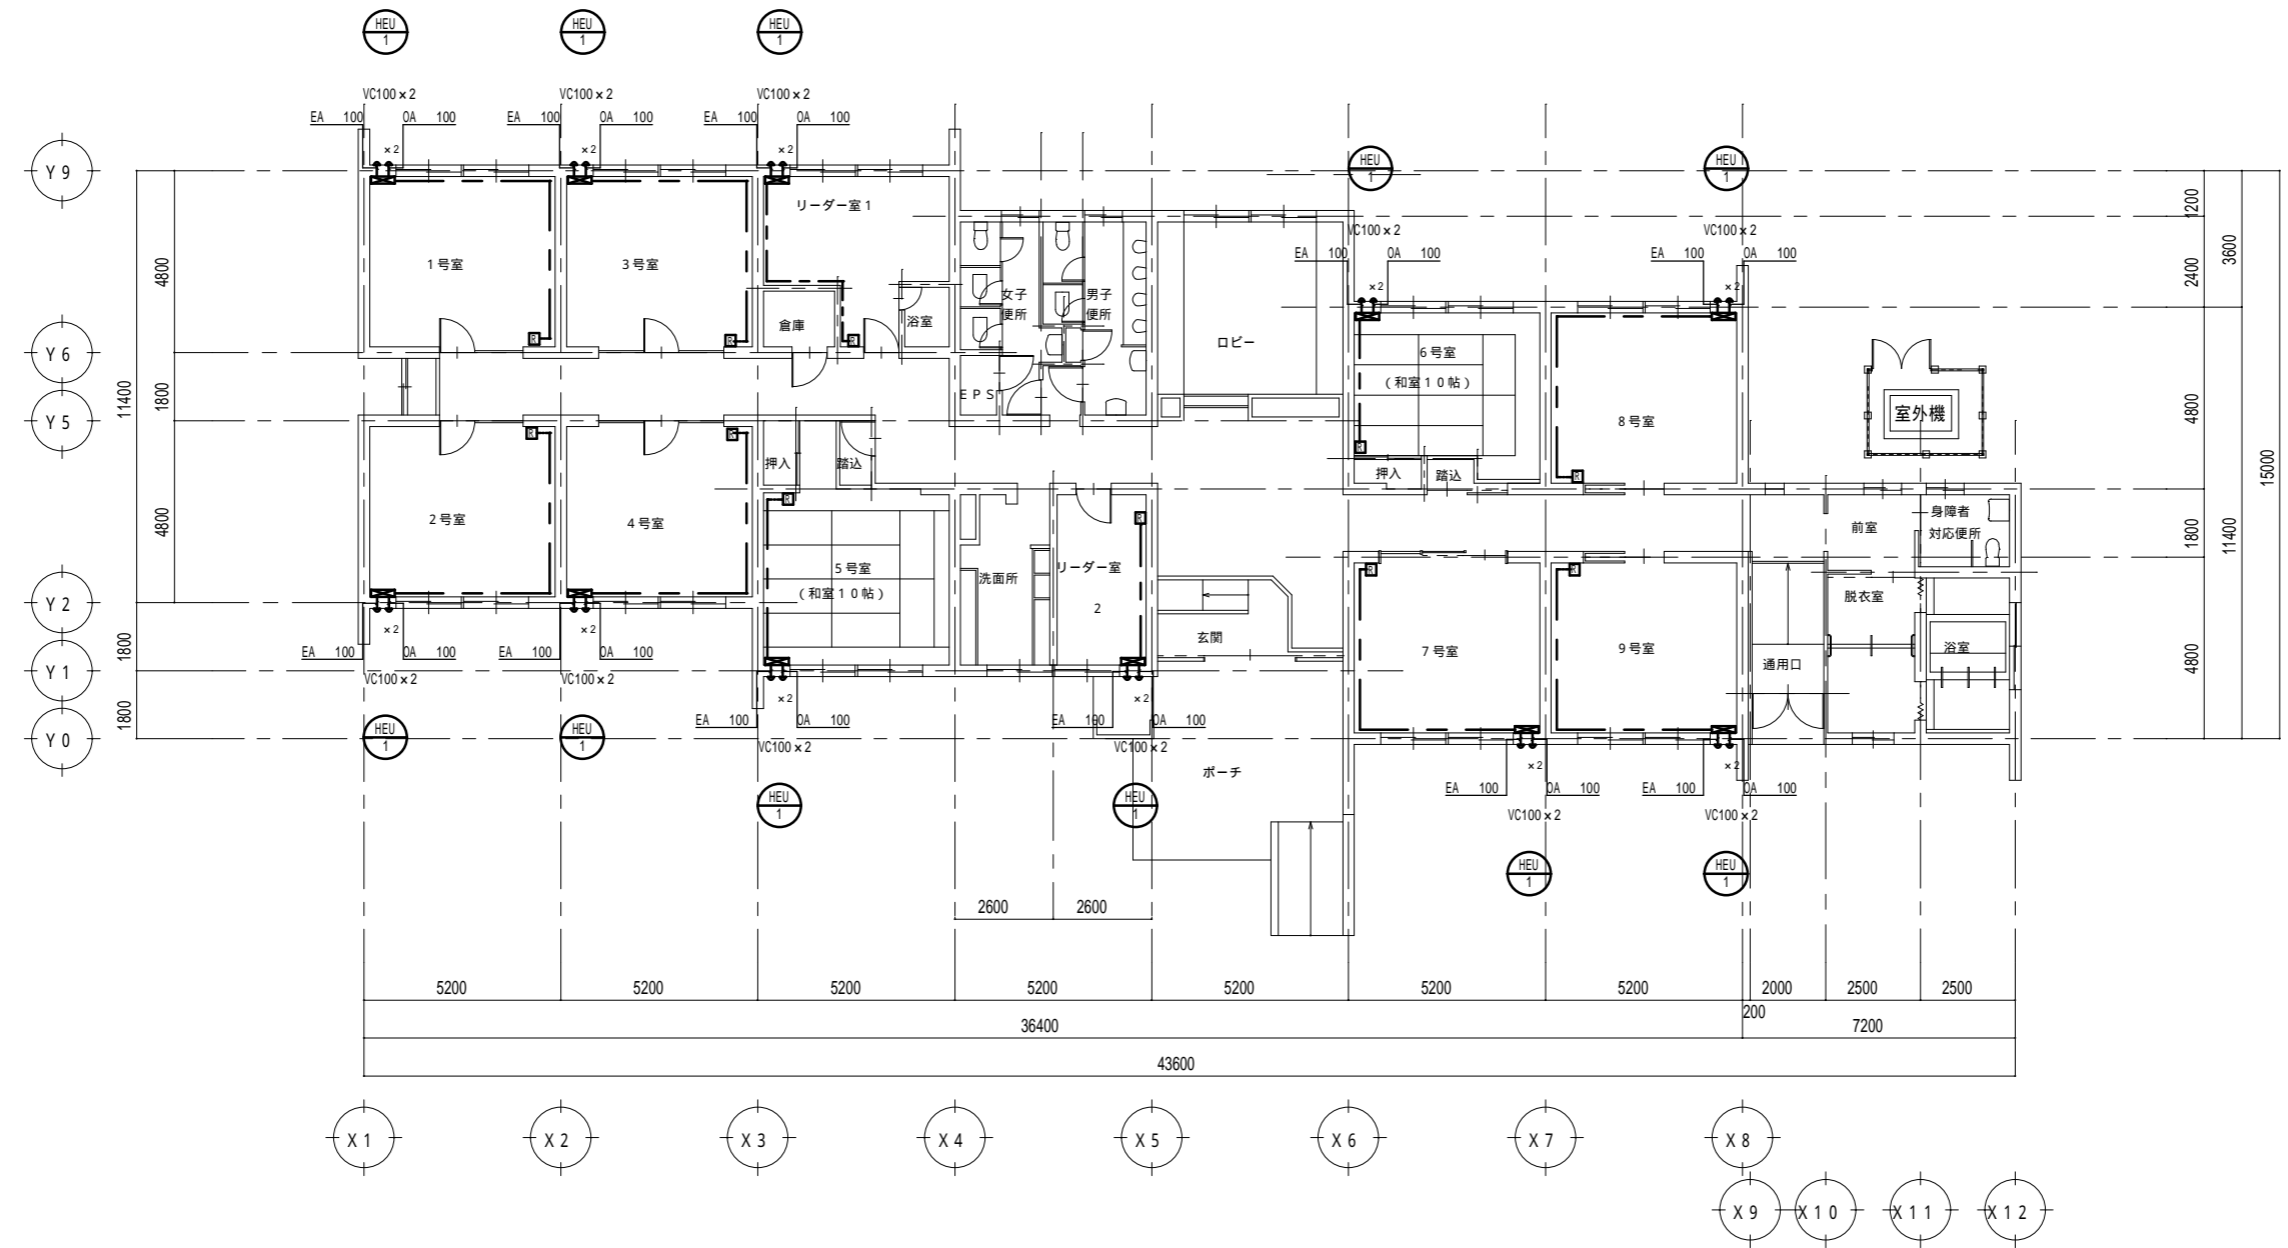 HEU HEU HEU
1 1 1
VC100×2 VC100×2 VC100×2
EA 100 OA 100 EA 100 OA 100 EA 100 OA 100
×2 ×2 ×2
HEU HEU
1 1
Y9
リーダー室1
1200
VC100×2 VC100×2
3600
EA 100 OA 100 EA 100 OA 100
1号室 3号室
4800
2400
×2 ×2
女子 男子
便所 便所
倉庫 浴室
R R R
ロビー
6号室
(和室10帖)
Y6
EPS
11400
1800
4800
室外機
8号室
Y5
R R R
押入 踏込
R
押入 踏込
R
15000
R
2号室 4号室
4800
R
身障者
対応便所
前室
1800
11400
5号室
(和室10帖)
洗面所
リーダー室
2
R R
脱衣室
Y2
×2 ×2
玄関
7号室 9号室
浴室
通用口
EA 100 OA 100 EA 100 OA 100
1800
4800
Y1
VC100×2 VC100×2
×2 ×2
1800
EA 100 OA 100 EA 100 OA 100
Y0
HEU HEU
1 1
VC100×2 VC100×2
ポーチ
×2 ×2
EA 100 OA 100 EA 100 OA 100
HEU HEU
1 1
VC100×2 VC100×2
HEU HEU
1 1
2600 2600
5200 5200 5200 5200 5200 5200 5200 2000 2500 2500
200
36400 7200
43600
X1 X2 X3 X4 X5 X6 X7 X8
X9 X10 X11 X12